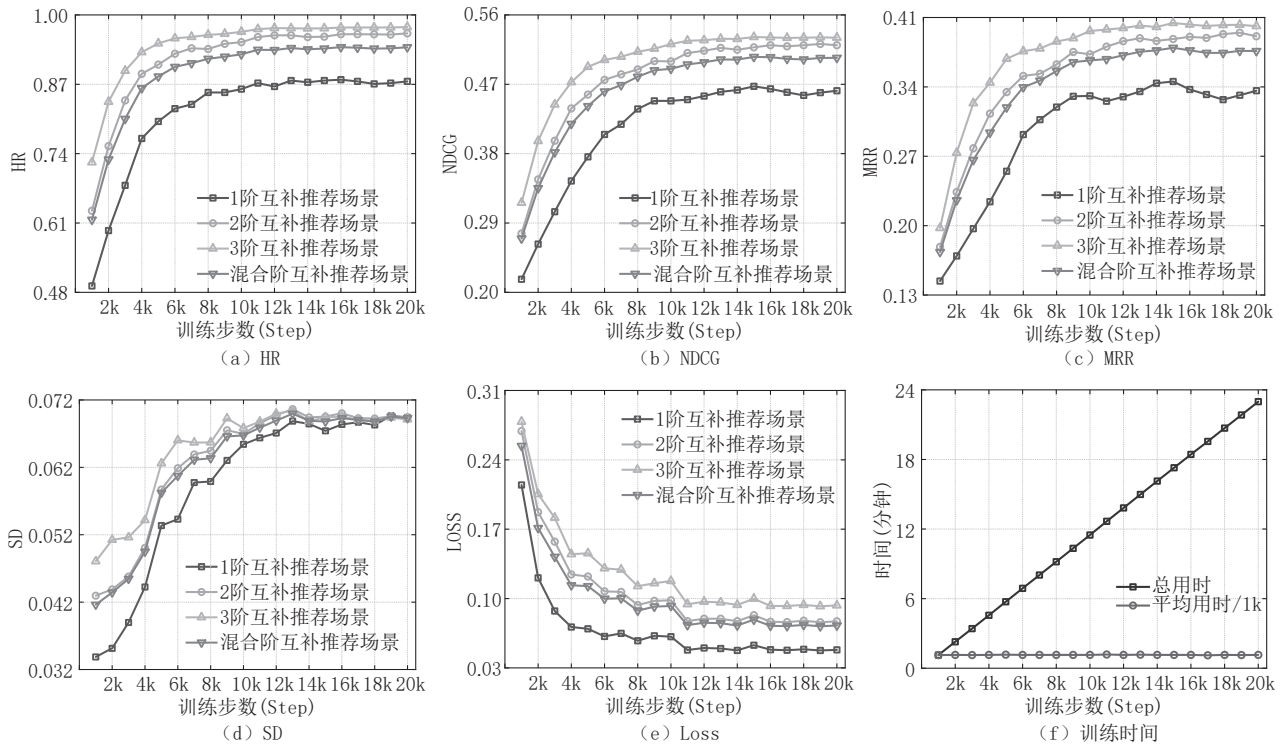 1.00
0.87
0.74
0.61
0.48
HR
1阶互补推荐场景
2阶互补推荐场景
3阶互补推荐场景
混合阶互补推荐场景
2k 4k 6k 8k 10k 12k 14k 16k 18k 20k
训练步数(Step)
(a) HR
0.56
0.47
0.38
0.29
0.20
NDCG
1阶互补推荐场景
2阶互补推荐场景
3阶互补推荐场景
混合阶互补推荐场景
2k 4k 6k 8k 10k 12k 14k 16k 18k 20k
训练步数(Step)
(b) NDCG
0.41
0.34
0.27
0.20
0.13
MRR
1阶互补推荐场景
2阶互补推荐场景
3阶互补推荐场景
混合阶互补推荐场景
2k 4k 6k 8k 10k 12k 14k 16k 18k 20k
训练步数(Step)
(c) MRR
0.072
0.062
0.052
0.042
0.032
SD
1阶互补推荐场景
2阶互补推荐场景
3阶互补推荐场景
混合阶互补推荐场景
2k 4k 6k 8k 10k 12k 14k 16k 18k 20k
训练步数(Step)
(d) SD
0.31
0.24
0.17
0.10
0.03
LOSS
1阶互补推荐场景
2阶互补推荐场景
3阶互补推荐场景
混合阶互补推荐场景
2k 4k 6k 8k 10k 12k 14k 16k 18k 20k
训练步数(Step)
(e) Loss
24
18
12
6
0
时间(分钟)
总用时
平均用时/1k
2k 4k 6k 8k 10k 12k 14k 16k 18k 20k
训练步数(Step)
(f) 训练时间